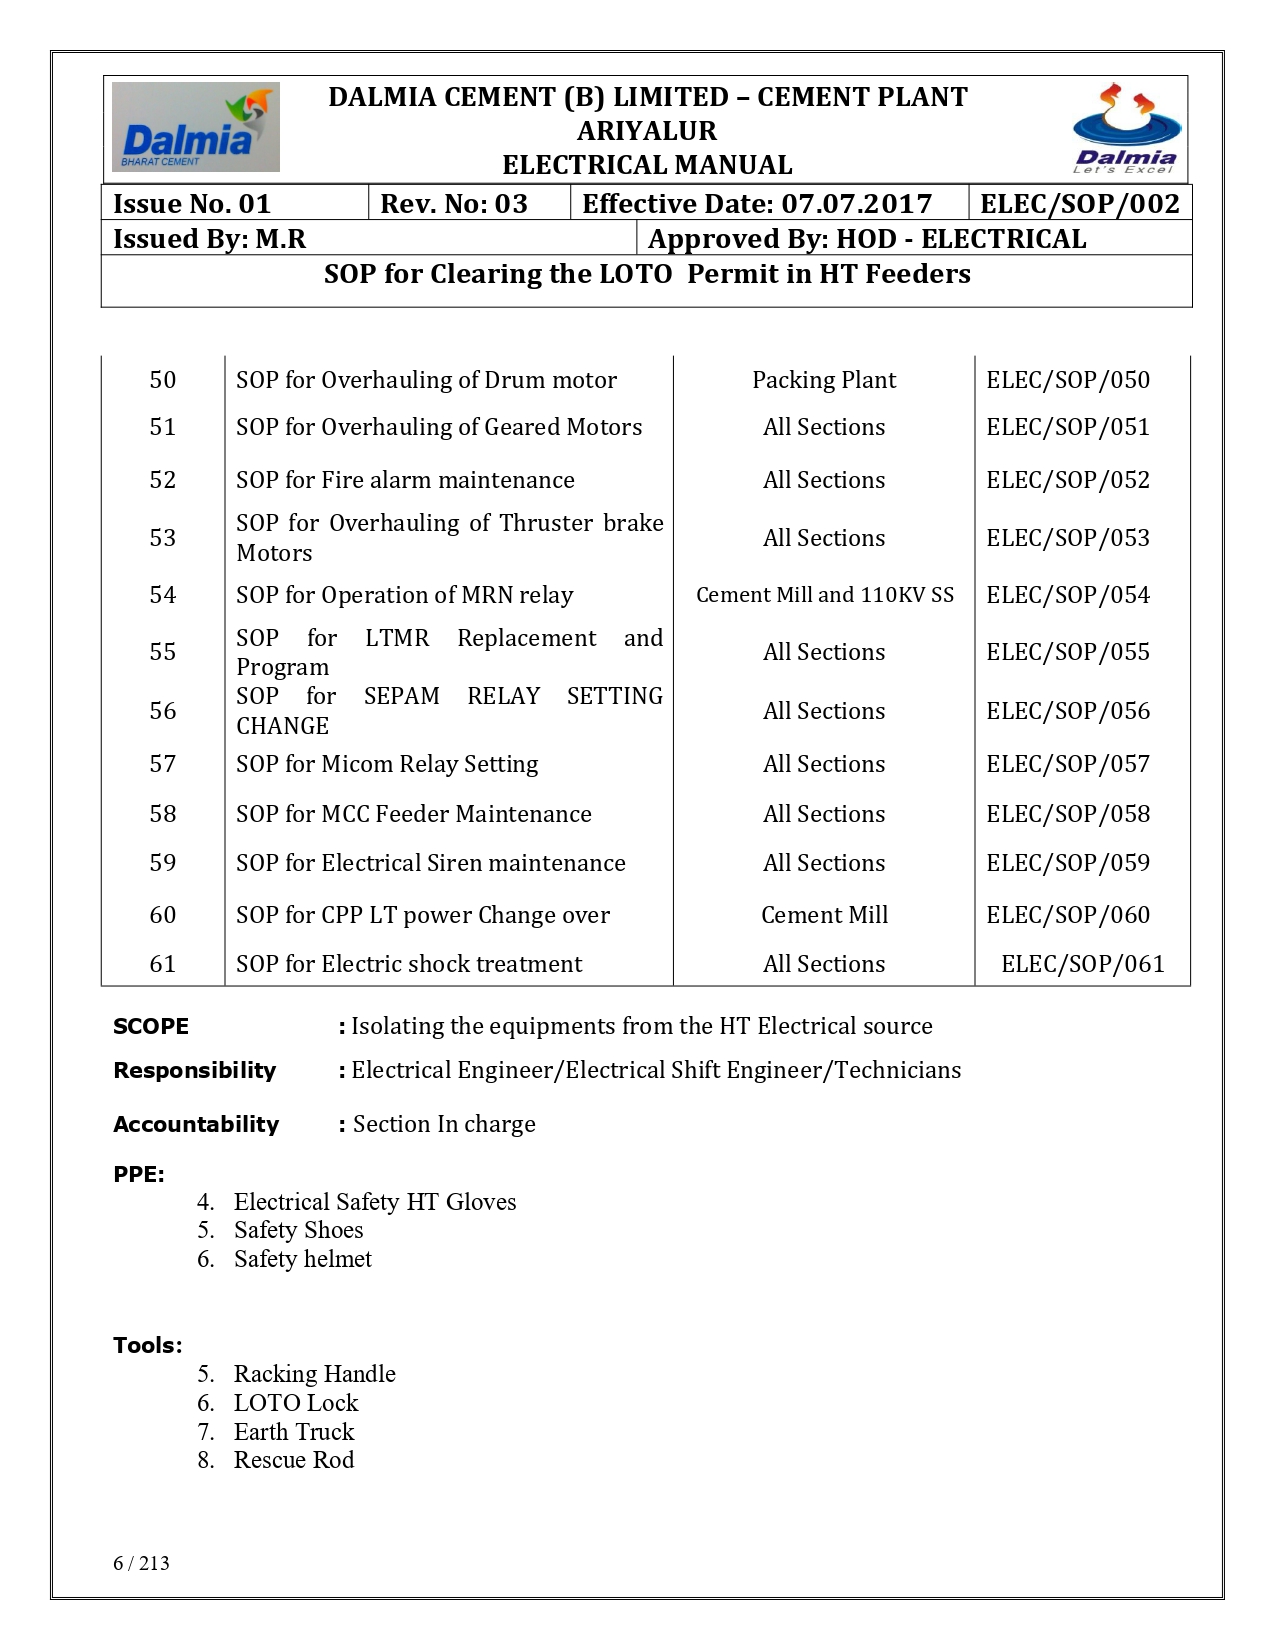 Dalmia
BHARAT CEMENT
DALMIA CEMENT (B) LIMITED – CEMENT PLANT
ARIYALUR
ELECTRICAL MANUAL
Dalmia
Let's Excel
Issue No. 01 Rev. No: 03 Effective Date: 07.07.2017 ELEC/SOP/002
Issued By: M.R Approved By: HOD - ELECTRICAL
SOP for Clearing the LOTO Permit in HT Feeders
50 SOP for Overhauling of Drum motor Packing Plant ELEC/SOP/050
51 SOP for Overhauling of Geared Motors All Sections ELEC/SOP/051
52 SOP for Fire alarm maintenance All Sections ELEC/SOP/052
53 SOP for Overhauling of Thruster brake
Motors All Sections ELEC/SOP/053
54 SOP for Operation of MRN relay Cement Mill and 110KV SS ELEC/SOP/054
55 SOP for LTMR Replacement and
Program All Sections ELEC/SOP/055
56 SOP for SEPAM RELAY SETTING
CHANGE All Sections ELEC/SOP/056
57 SOP for Micom Relay Setting All Sections ELEC/SOP/057
58 SOP for MCC Feeder Maintenance All Sections ELEC/SOP/058
59 SOP for Electrical Siren maintenance All Sections ELEC/SOP/059
60 SOP for CPP LT power Change over Cement Mill ELEC/SOP/060
61 SOP for Electric shock treatment All Sections ELEC/SOP/061
SCOPE : Isolating the equipments from the HT Electrical source
Responsibility : Electrical Engineer/Electrical Shift Engineer/Technicians
Accountability : Section In charge
PPE:
4. Electrical Safety HT Gloves
5. Safety Shoes
6. Safety helmet
Tools:
5. Racking Handle
6. LOTO Lock
7. Earth Truck
8. Rescue Rod
6 / 213